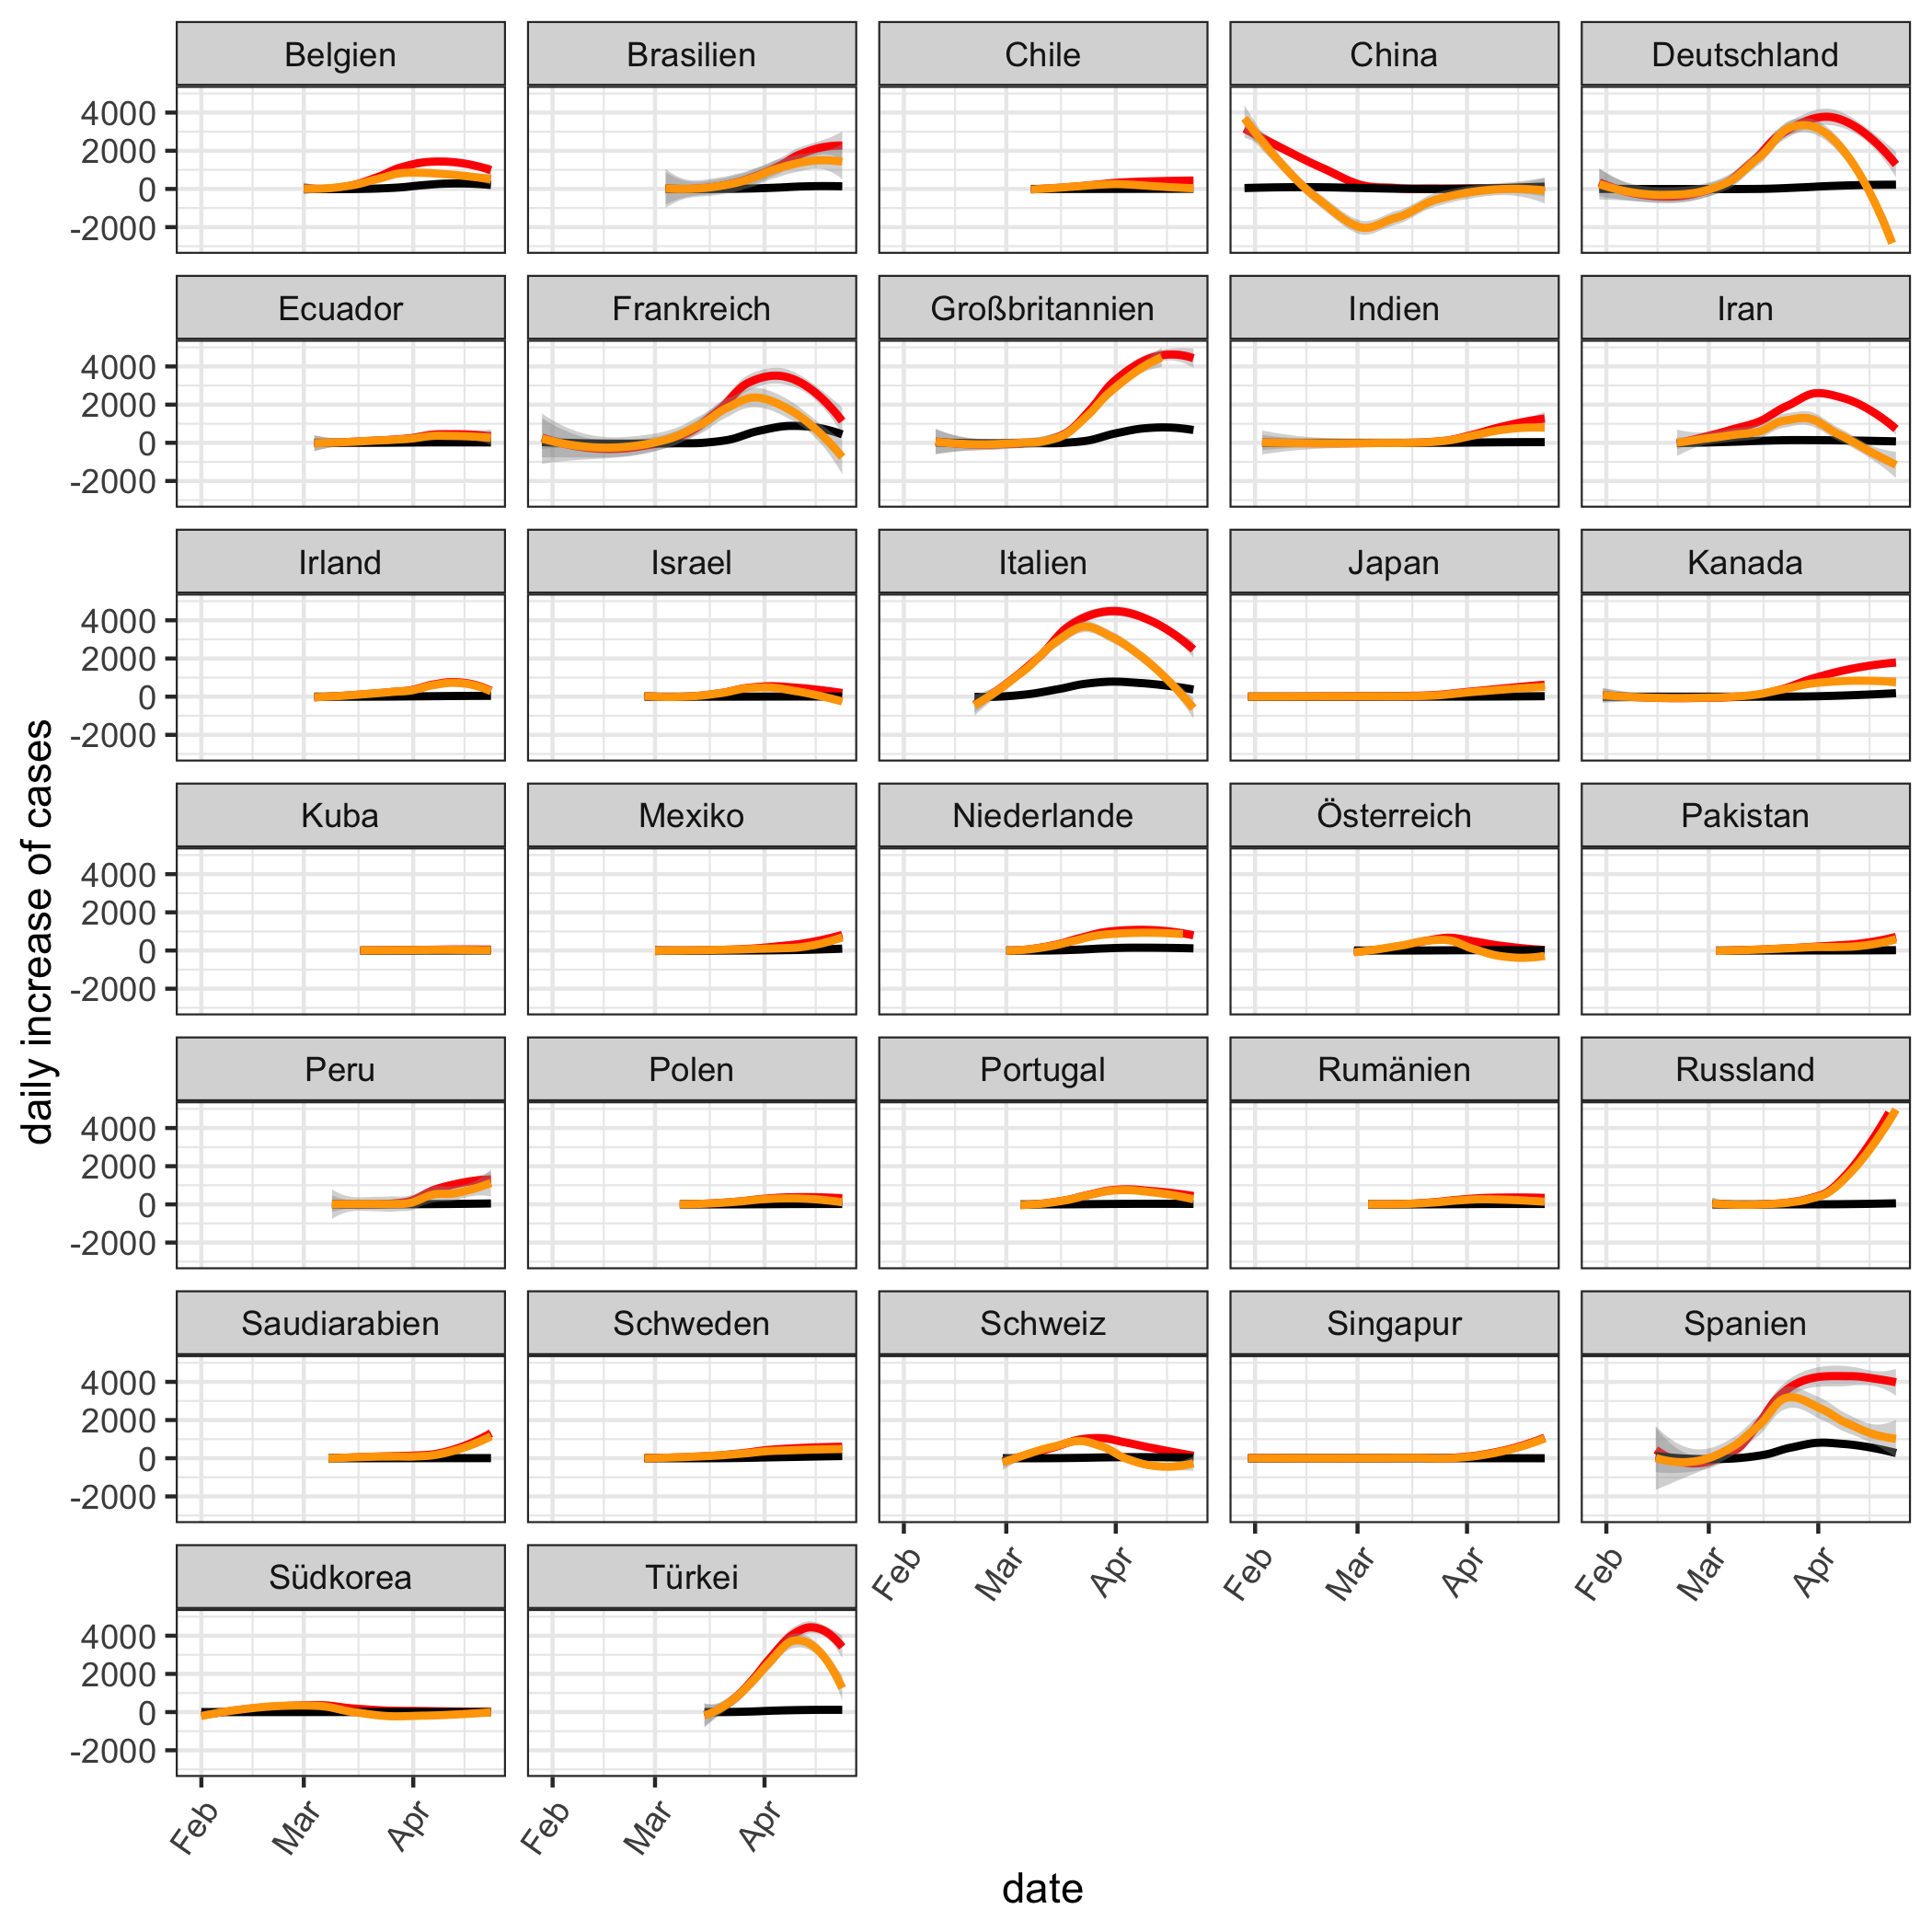 Belgien Brasilien Chile China Deutschland
4000
2000
0
-2000
Ecuador Frankreich Großbritannien Indien Iran
4000
2000
0
-2000
Irland Israel Italien Japan Kanada
4000
2000
0
-2000
Kuba Mexiko Niederlande Österreich Pakistan
4000
2000
0
-2000
Peru Polen Portugal Rumänien Russland
4000
2000
0
-2000
Saudiarabien Schweden Schweiz Singapur Spanien
4000
2000
0
-2000
Feb Mar Apr Feb Mar Apr Feb Mar Apr
Südkorea Türkei
4000
2000
0
-2000
Feb Mar Apr Feb Mar Apr
date
daily increase of cases